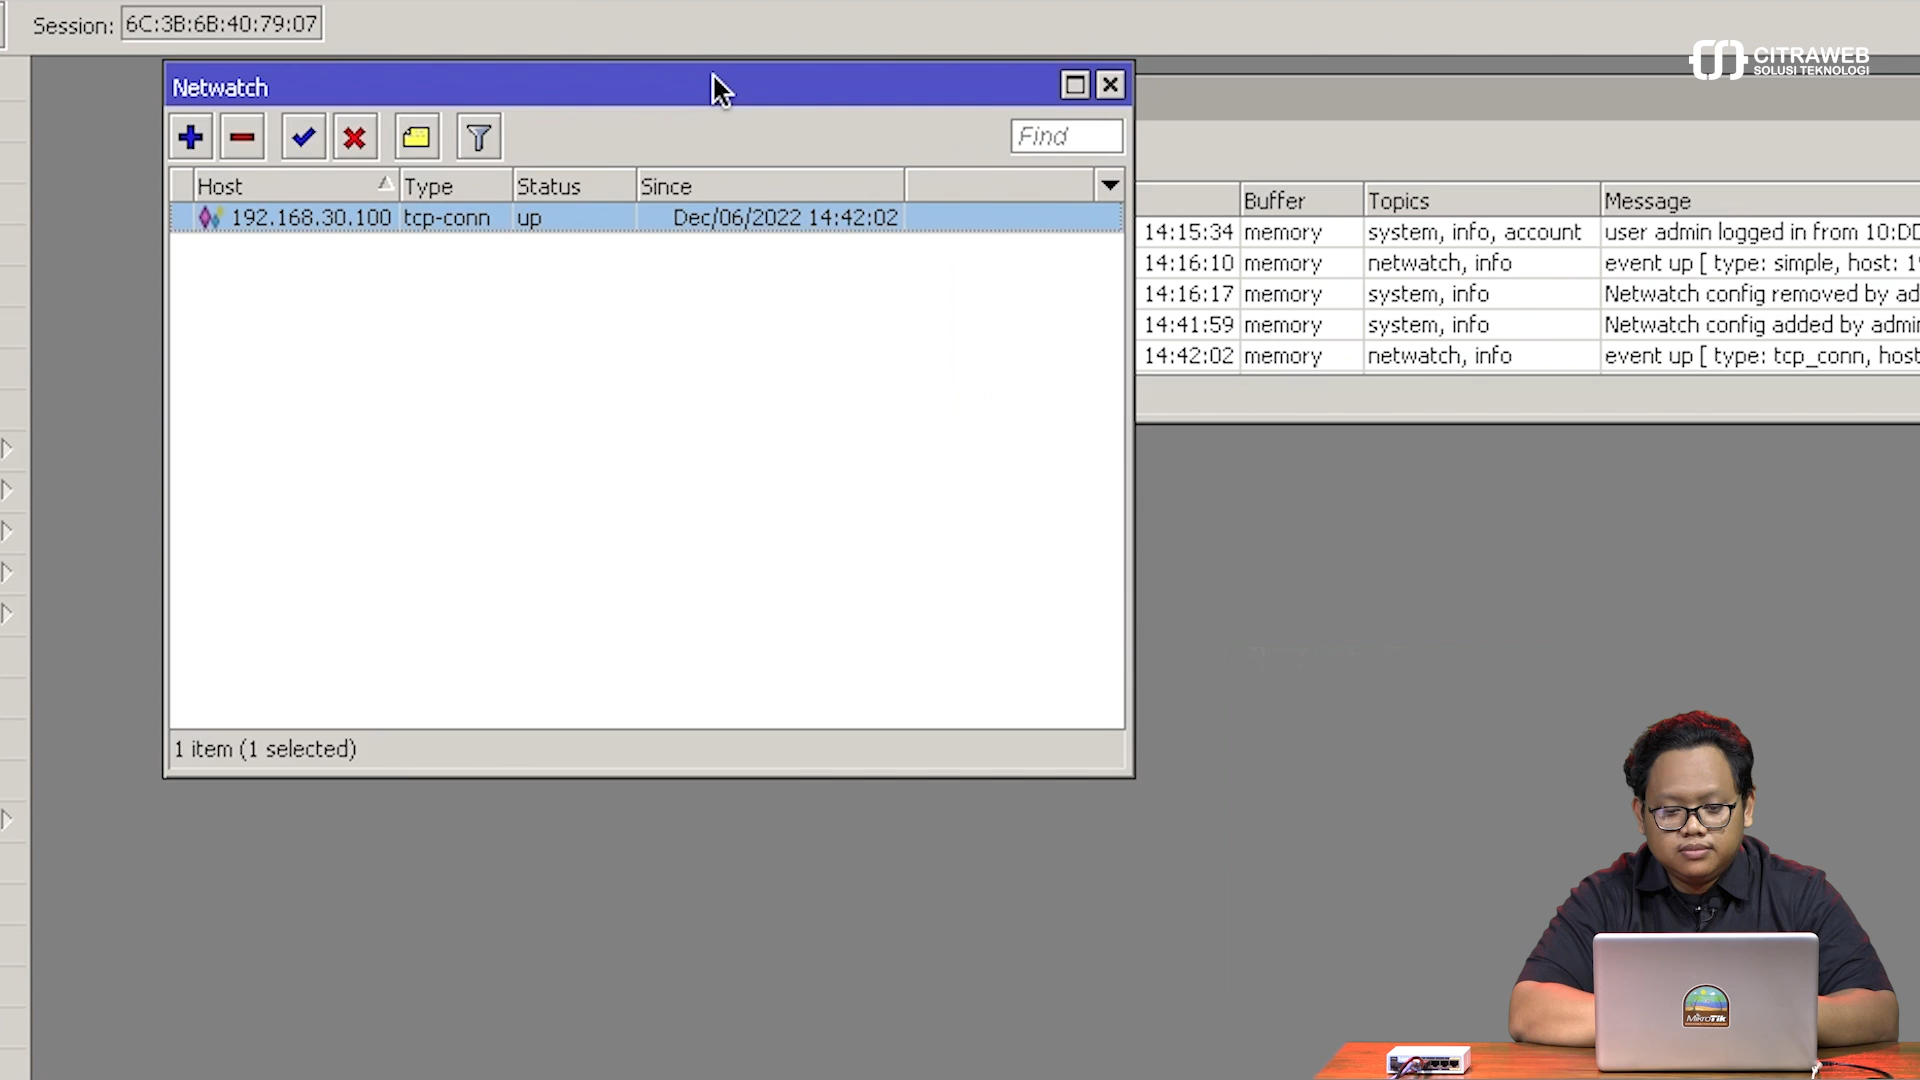 Session: 6C:3B:6B:40:79:07
CITRAWEB
SOLUSI TEKNOLOGI
Netwatch
Find
Host Type Status Since
192.168.30.100 tcp-conn up Dec/06/2022 14:42:02
1 item (1 selected)
Buffer Topics Message
14:15:34 memory system, info, account user admin logged in from 10:DD
14:16:10 memory netwatch, info event up [ type: simple, host: 19
14:16:17 memory system, info Netwatch config removed by ad
14:41:59 memory system, info Netwatch config added by admin
14:42:02 memory netwatch, info event up [ type: tcp_conn, host
MikroTik